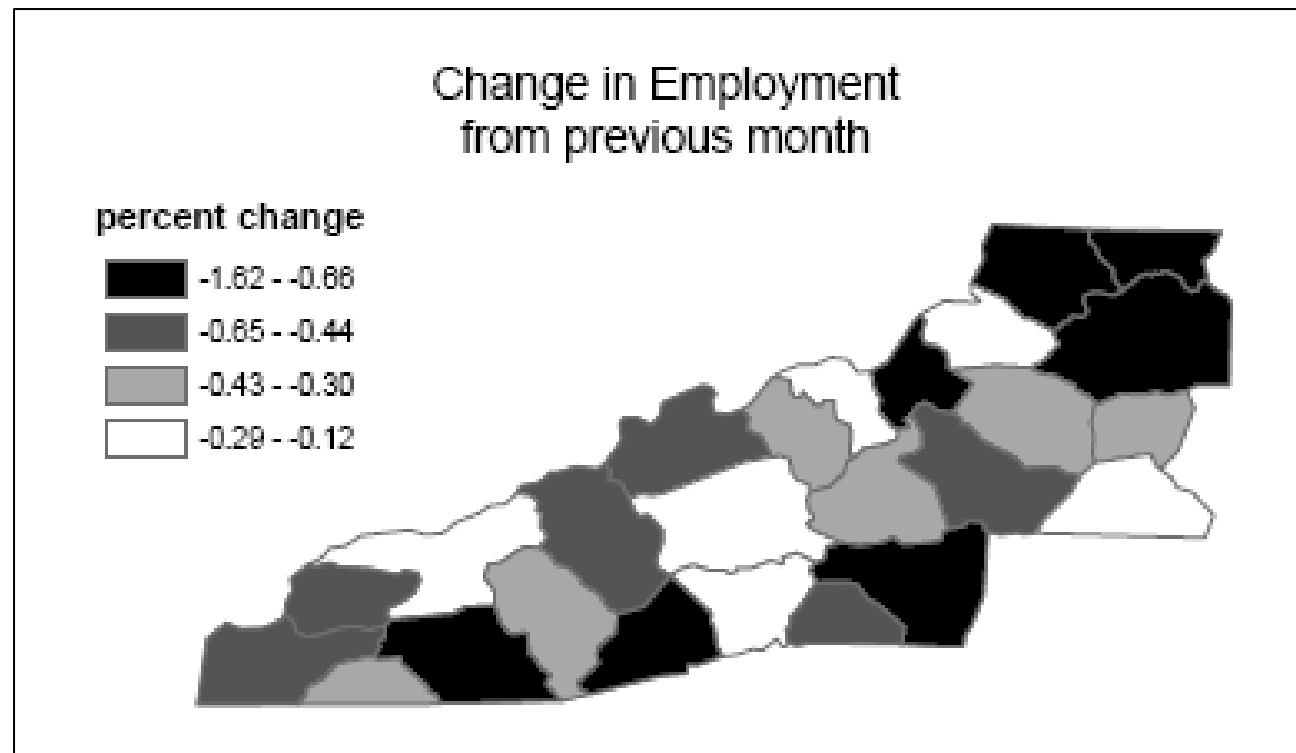 Change in Employment
from previous month
percent change
-1.62 - -0.66
-0.65 - -0.44
-0.43 - -0.30
-0.29 - -0.12